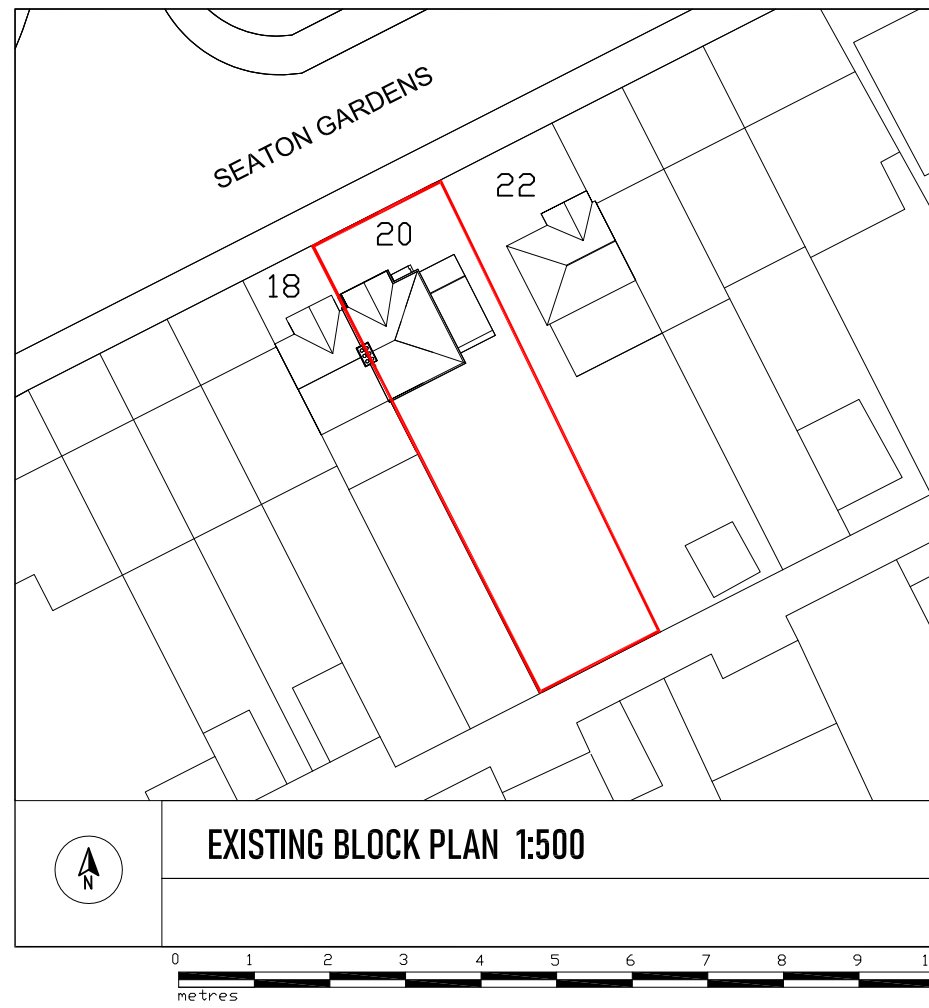 SEATON GARDENS
22
20
18
EXISTING BLOCK PLAN 1:500
N
0 1 2 3 4 5 6 7 8 9
metres